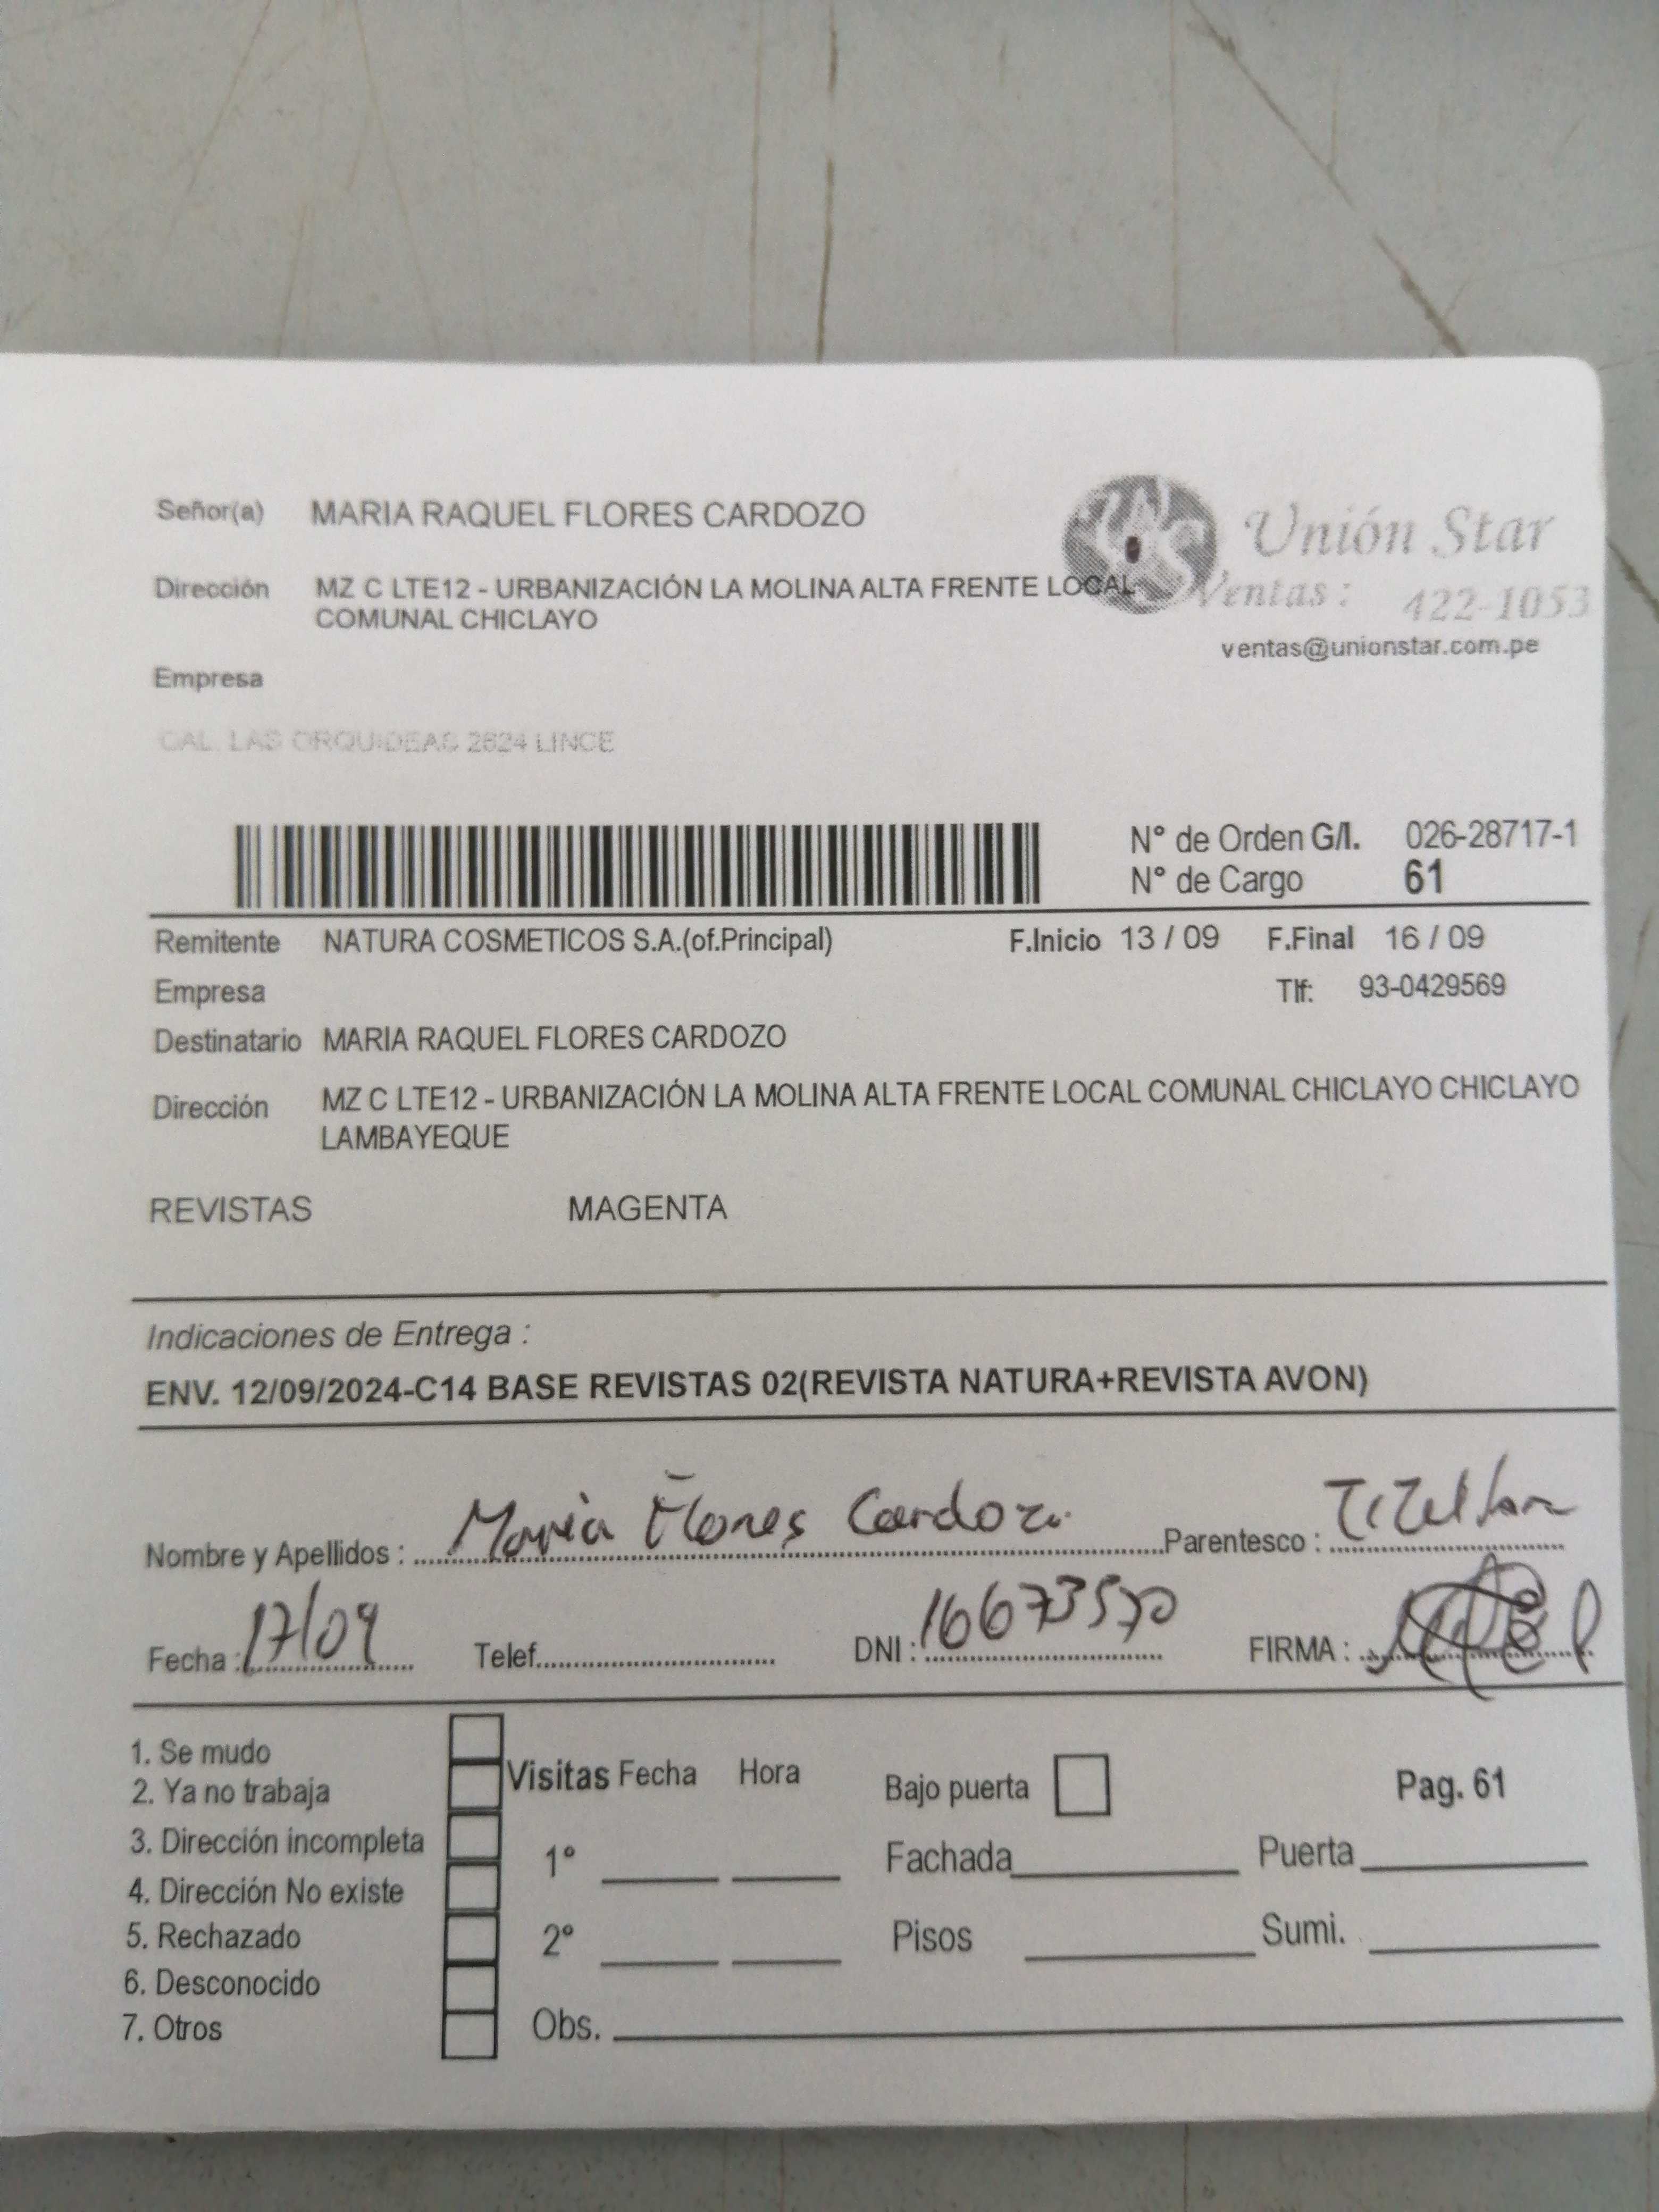 Señor(a) MARIA RAQUEL FLORES CARDOZO
Unión Star
Dirección MZ C LTE12 - URBANIZACIÓN LA MOLINA ALTA FRENTE LOCAL
COMUNAL CHICLAYO
Ventas: 422-1053
ventas@unionstar.com.pe
Empresa
CAL. LAS ORQUIDEAS 2624 LINCE
N° de Orden G/I. 026-28717-1
N° de Cargo 61
Remitente NATURA COSMETICOS S.A.(of.Principal) F.Inicio 13 / 09 F.Final 16 / 09
Empresa Tlf: 93-0429569
Destinatario MARIA RAQUEL FLORES CARDOZO
Dirección MZ C LTE12 - URBANIZACIÓN LA MOLINA ALTA FRENTE LOCAL COMUNAL CHICLAYO CHICLAYO
LAMBAYEQUE
REVISTAS MAGENTA
Indicaciones de Entrega :
ENV. 12/09/2024-C14 BASE REVISTAS 02(REVISTA NATURA+REVISTA AVON)
Nombre y Apellidos : Maria Flores Cardozo Parentesco :
Fecha : 17/09 Telef. DNI : 16673570 FIRMA :
1. Se mudo
2. Ya no trabaja
3. Dirección incompleta
4. Dirección No existe
5. Rechazado
6. Desconocido
7. Otros
Visitas Fecha Hora
1°
2°
Obs.
Bajo puerta
Pag. 61
Fachada Puerta
Pisos Sumi.